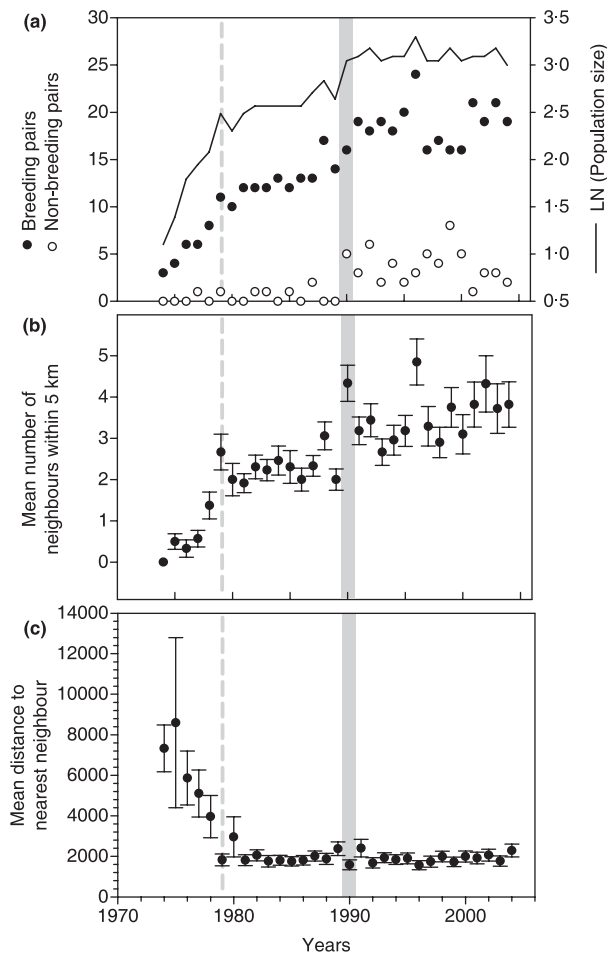 (a)
30
25
20
15
10
5
0
Breeding pairs
Non-breeding pairs
3·5
3·0
2·5
2·0
1·5
1·0
0·5
LN (Population size)
(b)
5
4
3
2
1
0
Mean number of
neighbours within 5 km
(c)
14000
12000
10000
8000
6000
4000
2000
0
Mean distance to
nearest neighbour
1970 1980 1990 2000
Years